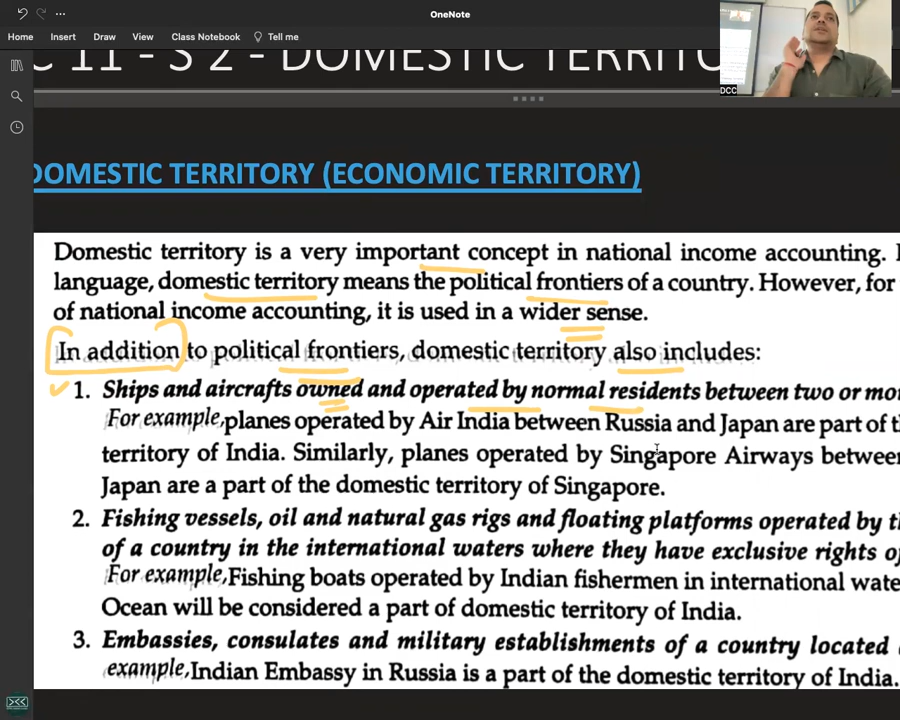 OneNote
Home Insert Draw View Class Notebook Tell me
DCC
11 - S 2 - DOMESTIC TERRITO
DOMESTIC TERRITORY (ECONOMIC TERRITORY)
Domestic territory is a very important concept in national income accounting.
language, domestic territory means the political frontiers of a country. However, for
of national income accounting, it is used in a wider sense.
In addition to political frontiers, domestic territory also includes:
1. Ships and aircrafts owned and operated by normal residents between two or mo
For example, planes operated by Air India between Russia and Japan are part of t
territory of India. Similarly, planes operated by Singapore Airways betwee
Japan are a part of the domestic territory of Singapore.
2. Fishing vessels, oil and natural gas rigs and floating platforms operated by th
of a country in the international waters where they have exclusive rights o
For example, Fishing boats operated by Indian fishermen in international wate
Ocean will be considered a part of domestic territory of India.
3. Embassies, consulates and military establishments of a country located
example, Indian Embassy in Russia is a part of the domestic territory of India.